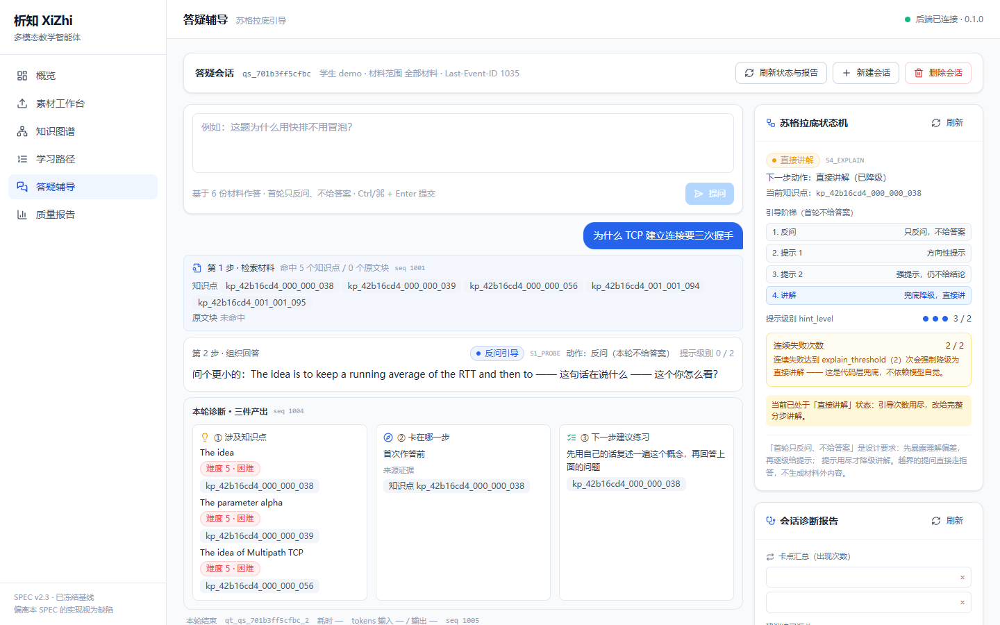 析知 XiZhi
多模态教学智能体
概览
素材工作台
知识图谱
学习路径
答疑辅导
质量报告
SPEC v2.3 · 已冻结基线
偏离本 SPEC 的实现视为缺陷
答疑辅导 苏格拉底引导
后端已连接 · 0.1.0
答疑会话 qs_701b3ff5cfbc 学生 demo · 材料范围 全部材料 · Last-Event-ID 1035
刷新状态与报告
新建会话
删除会话
例如：这题为什么用快排不用冒泡？
基于 6 份材料作答 · 首轮只反问、不给答案 · Ctrl/⌘ + Enter 提交
提问
为什么 TCP 建立连接要三次握手
第 1 步 · 检索材料 命中 5 个知识点 / 0 个原文块 seq 1001
知识点 kp_42b16cd4_000_000_038 kp_42b16cd4_000_000_039 kp_42b16cd4_000_000_056 kp_42b16cd4_001_001_094
kp_42b16cd4_001_001_095
原文块 未命中
第 2 步 · 组织回答 反问引导 S1_PROBE 动作：反问（本轮不给答案） 提示级别 0 / 2
问个更小的：The idea is to keep a running average of the RTT and then to —— 这句话在说什么 —— 这个你怎么看？
本轮诊断 • 三件产出 seq 1004
① 涉及知识点
The idea
难度 5 · 困难
kp_42b16cd4_000_000_038
The parameter alpha
难度 5 · 困难
kp_42b16cd4_000_000_039
The idea of Multipath TCP
难度 5 · 困难
kp_42b16cd4_000_000_056
② 卡在哪一步
首次作答前
来源证据
知识点 kp_42b16cd4_000_000_038
③ 下一步建议练习
先用自己的话复述一遍这个概念，再回答上
面的问题
kp_42b16cd4_000_000_038
本轮结束 qt_qs_701b3ff5cfbc_2 耗时 — tokens 输入 — / 输出 — seq 1005
苏格拉底状态机
刷新
直接讲解 S4_EXPLAIN
下一步动作：直接讲解（已降级）
当前知识点：kp_42b16cd4_000_000_038
引导阶梯（首轮不给答案）
1. 反问 只反问，不给答案
2. 提示 1 方向性提示
3. 提示 2 强提示，仍不给结论
4. 讲解 兜底降级，直接讲
提示级别 hint_level 3 / 2
连续失败次数 2 / 2
连续失败达到 explain_threshold（2）次会强制降级为
直接讲解 —— 这是代码层兜底，不依赖模型自觉。
当前已处于「直接讲解」状态：引导次数用尽，改给完整
分步讲解。
「首轮只反问、不给答案」是设计要求：先暴露理解偏差，
再逐级给提示； 提示用尽才降级讲解。越界的提问直接走拒
答，不生成材料外内容。
会话诊断报告
刷新
卡点汇总（出现次数）
×
×